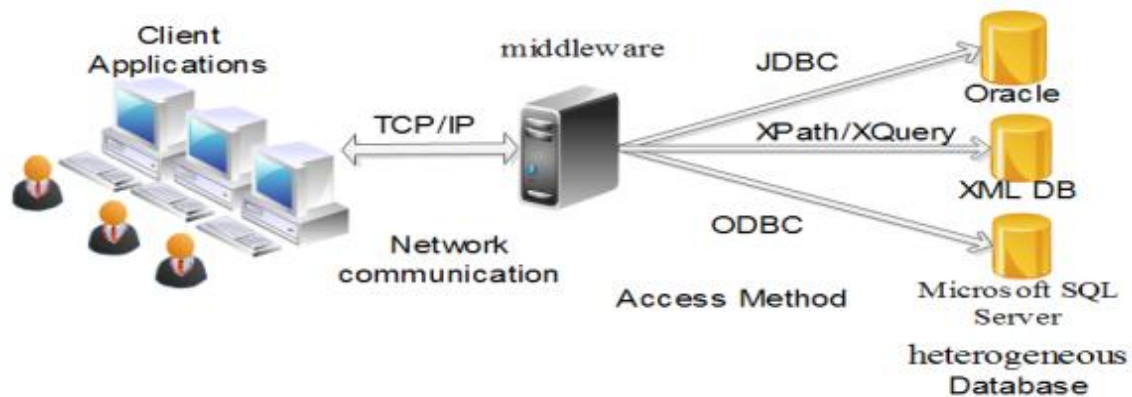 Client
Applications
TCP/IP
Network
communication
middleware
JDBC
XPath/XQuery
ODBC
Access Method
Oracle
XML DB
Microsoft SQL
Server
heterogeneous
Database